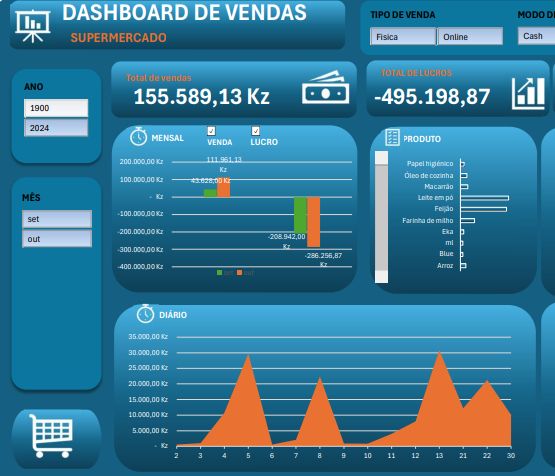 DASHBOARD DE VENDAS
SUPERMERCADO
TIPO DE VENDA
MODO D
Fisica
Online
Cash
ANO
1900
2024
Total de vendas
155.589,13 Kz
TOTAL DE LUCROS
-495.198,87
MENSAL
VENDA
LUCRO
200.000,00 Kz
100.000,00 Kz
- Kz
-100.000,00 Kz
-200.000,00 Kz
-300.000,00 Kz
-400.000,00 Kz
111.961,13
Kz
43.628,00 Kz
-208.942,00
Kz
-286.256,87
Kz
set
out
PRODUTO
Papel higiénico
Óleo de cozinha
Macarrão
Leite em pó
Feijão
Farinha de milho
Eka
ml
Blue
Arroz
MÊS
set
out
DIÁRIO
35.000,00 Kz
30.000,00 Kz
25.000,00 Kz
20.000,00 Kz
15.000,00 Kz
10.000,00 Kz
5.000,00 Kz
- Kz
2 3 4 5 6 7 8 9 10 11 12 13 21 22 30